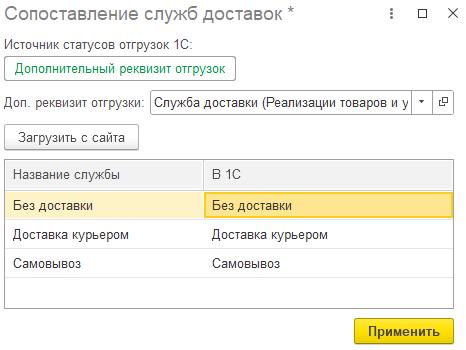 Сопоставление служб доставок *
Источник статусов отгрузок 1С:
Дополнительный реквизит отгрузок
Доп. реквизит отгрузки: Служба доставки (Реализации товаров и у
Загрузить с сайта
Название службы В 1С
Без доставки Без доставки
Доставка курьером Доставка курьером
Самовывоз Самовывоз
Применить